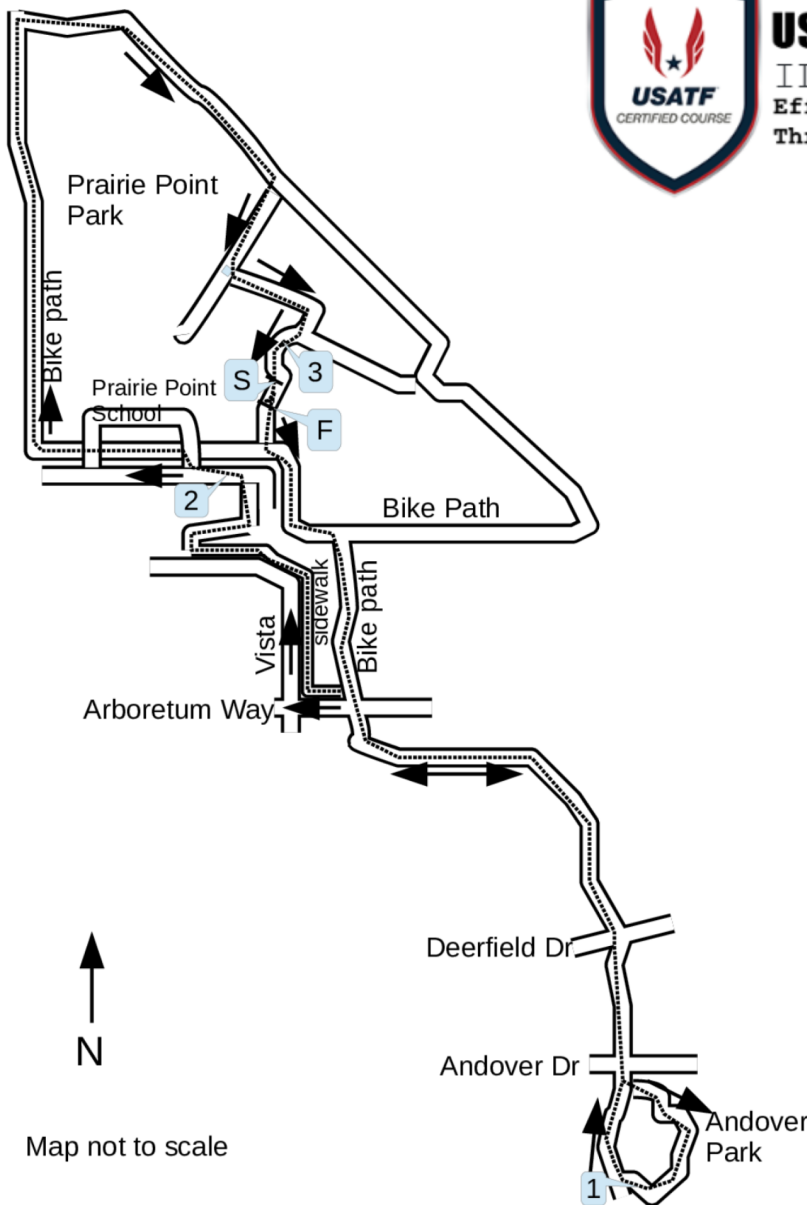 USATF
CERTIFIED COURSE
Prairie Point
Park
Bike path
S
3
Prairie Point
School
F
2
Bike Path
sidewalk
Bike path
Vista
Arboretum Way
Deerfield Dr
N
Andover Dr
Andover
Park
Map not to scale
1